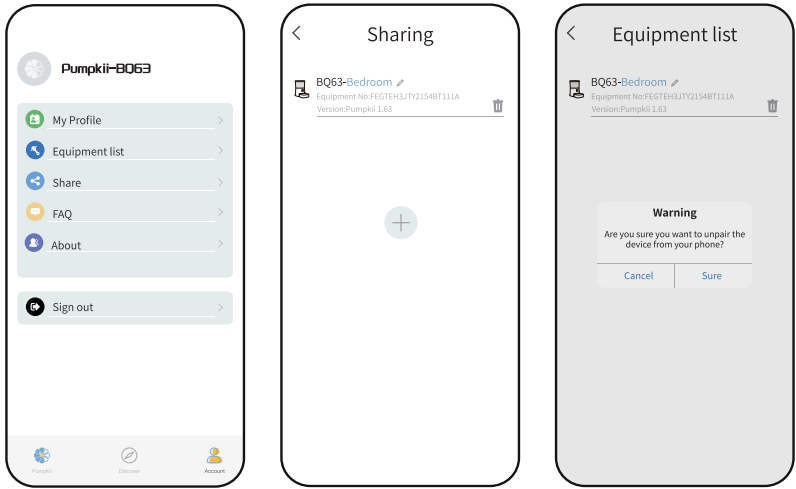 Pumpkii-BQ63
My Profile
Equipment list
Share
FAQ
About
Sign out
Pumpkii
Discover
Account
Sharing
BQ63-Bedroom
Equipment No:FEGTEH3JTY2154BT111A
Version:Pumpkii 1.63
Equipment list
BQ63-Bedroom
Equipment No:FEGTEH3JTY2154BT111A
Version:Pumpkii 1.63
Warning
Are you sure you want to unpair the
device from your phone?
Cancel
Sure